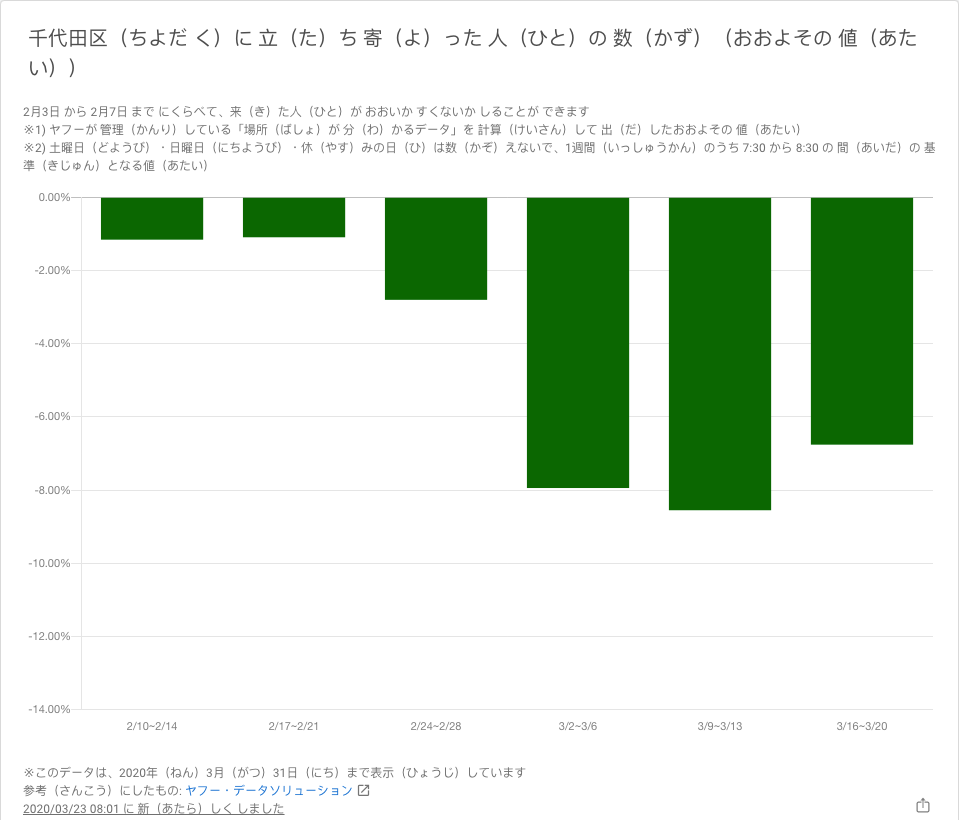 千代田区（ちよだ く）に 立（た）ち 寄（よ）った 人（ひと）の 数（かず）（おおよその 値（あた
い））
2月3日 から 2月7日 まで にくらべて、来（き）た人（ひと）が おおいか すくないか しることが できます
※1) ヤフーが 管理（かんり）している「場所（ばしょ）が 分（わ）かるデータ」を 計算（けいさん）して 出（だ）したおおよその 値（あたい）
※2) 土曜日（どようび）・日曜日（にちようび）・休（やす）みの日（ひ）は数（かぞ）えないで、1週間（いっしゅうかん）のうち 7:30 から 8:30 の 間（あいだ）の 基
準（きじゅん）となる値（あたい）
0.00%
-2.00%
-4.00%
-6.00%
-8.00%
-10.00%
-12.00%
-14.00%
2/10~2/14 2/17~2/21 2/24~2/28 3/2~3/6 3/9~3/13 3/16~3/20
※このデータは、2020年（ねん）3月（がつ）31日（にち）まで表示（ひょうじ）しています
参考（さんこう）にしたもの: ヤフー・データソリューション
2020/03/23 08:01 に 新（あたら）しく しました